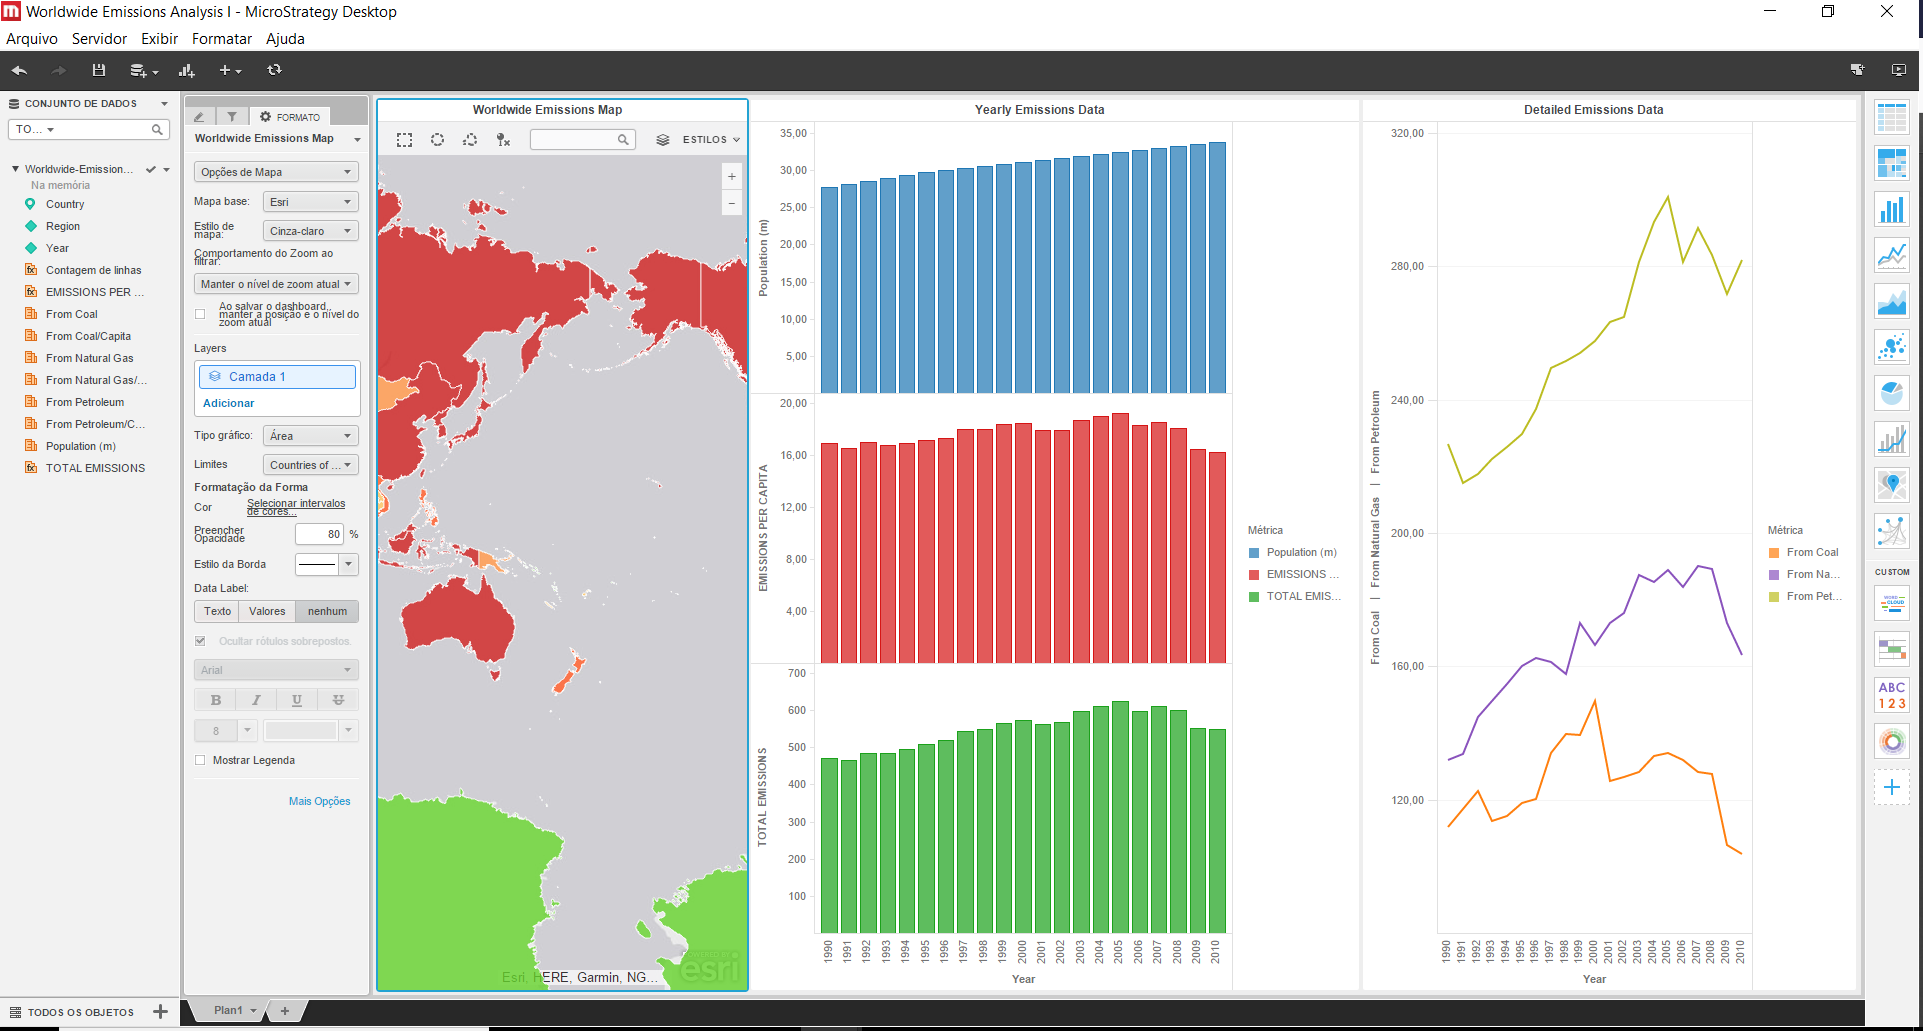 Worldwide Emissions Analysis I - MicroStrategy Desktop
Arquivo Servidor Exibir Formatar Ajuda
CONJUNTO DE DADOS
TO...
Worldwide-Emission...
Na memória
Country
Region
Year
Contagem de linhas
EMISSIONS PER ...
From Coal
From Coal/Capita
From Natural Gas
From Natural Gas/...
From Petroleum
From Petroleum/C...
Population (m)
TOTAL EMISSIONS
TODOS OS OBJETOS
FORMATO
Worldwide Emissions Map
Opções de Mapa
Mapa base: Esri
Estilo de
mapa: Cinza-claro
Comportamento do Zoom ao
filtrar:
Manter o nível de zoom atual
Ao salvar o dashboard,
manter a posição e o nível do
zoom atual
Layers
Camada 1
Adicionar
Tipo gráfico: Área
Limites Countries of ...
Formatação da Forma
Cor Selecionar intervalos
de cores...
Preencher
Opacidade 80 %
Estilo da Borda
Data Label:
Texto Valores nenhum
Ocultar rótulos sobrepostos.
Arial
B I U T
8
Mostrar Legenda
Mais Opções
Plan1
Worldwide Emissions Map
ESTILOS
+
−
esri
Esri, HERE, Garmin, NG...
Yearly Emissions Data
Population (m)
35,00
30,00
25,00
20,00
15,00
10,00
5,00
EMISSIONS PER CAPITA
20,00
16,00
12,00
8,00
4,00
TOTAL EMISSIONS
700
600
500
400
300
200
100
1990 1991 1992 1993 1994 1995 1996 1997 1998 1999 2000 2001 2002 2003 2004 2005 2006 2007 2008 2009 2010
Year
Métrica
Population (m)
EMISSIONS ...
TOTAL EMIS...
Detailed Emissions Data
From Coal | From Natural Gas | From Petroleum
320,00
280,00
240,00
200,00
160,00
120,00
1990 1991 1992 1993 1994 1995 1996 1997 1998 1999 2000 2001 2002 2003 2004 2005 2006 2007 2008 2009 2010
Year
Métrica
From Coal
From Na...
From Pet...
CUSTOM
WORD
CLOUD
ABC
123